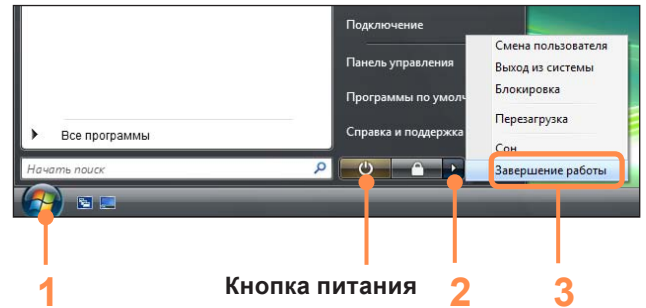 Подключение
Панель управления
Программы по умолч
Справка и поддержка
Все программы
Начать поиск
Смена пользователя
Выход из системы
Блокировка
Перезагрузка
Сон
Завершение работы
1
Кнопка питания
2
3